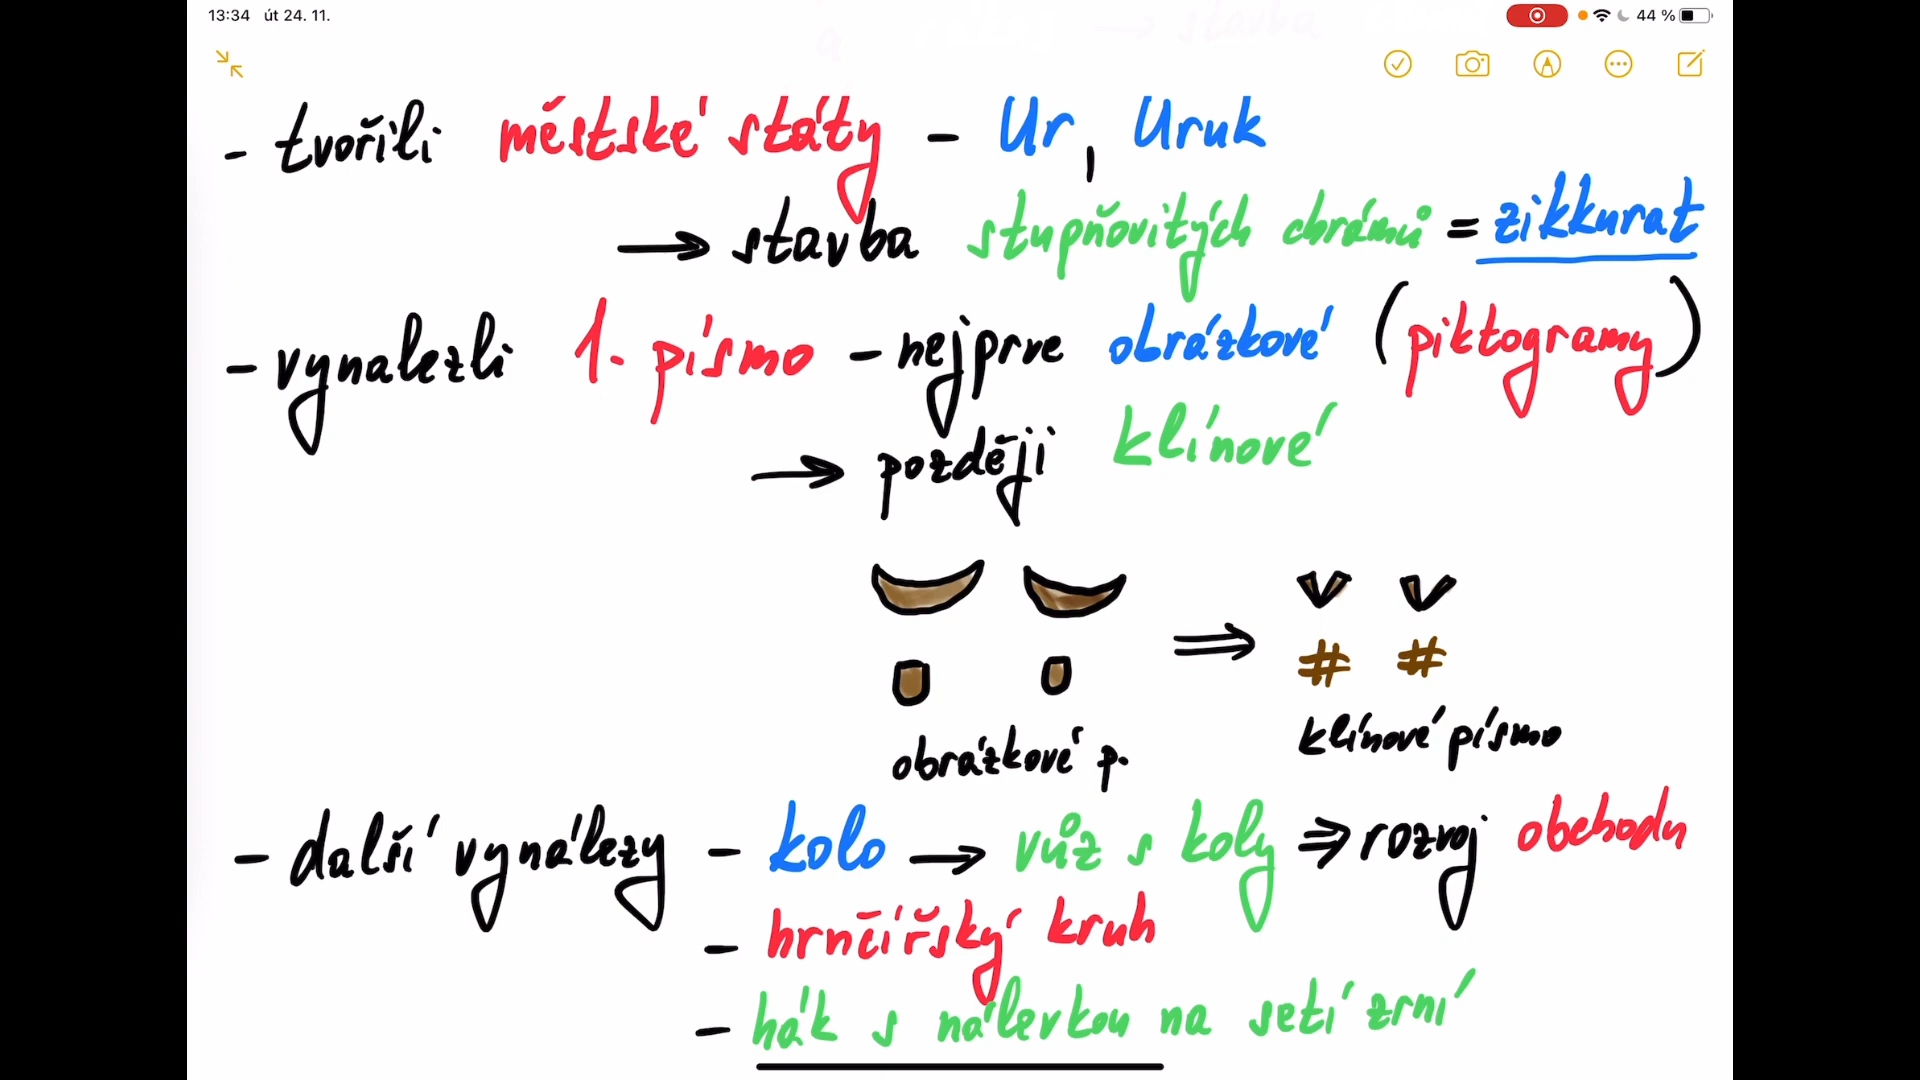 13:34 út 24. 11. 44 %
- tvořili městské státy - Ur, Uruk
→ stavba stupňovitých chrámů = zikkurat
- vynalezli 1. písmo - nejprve obrázkové (piktogramy)
→ později klínové
obrázkové p.
klínové písmo
- další vynálezy - kolo → vůz s koly ⇒ rozvoj obchodu
- hrnčířský kruh
- hák s nálevkou na setí zrní